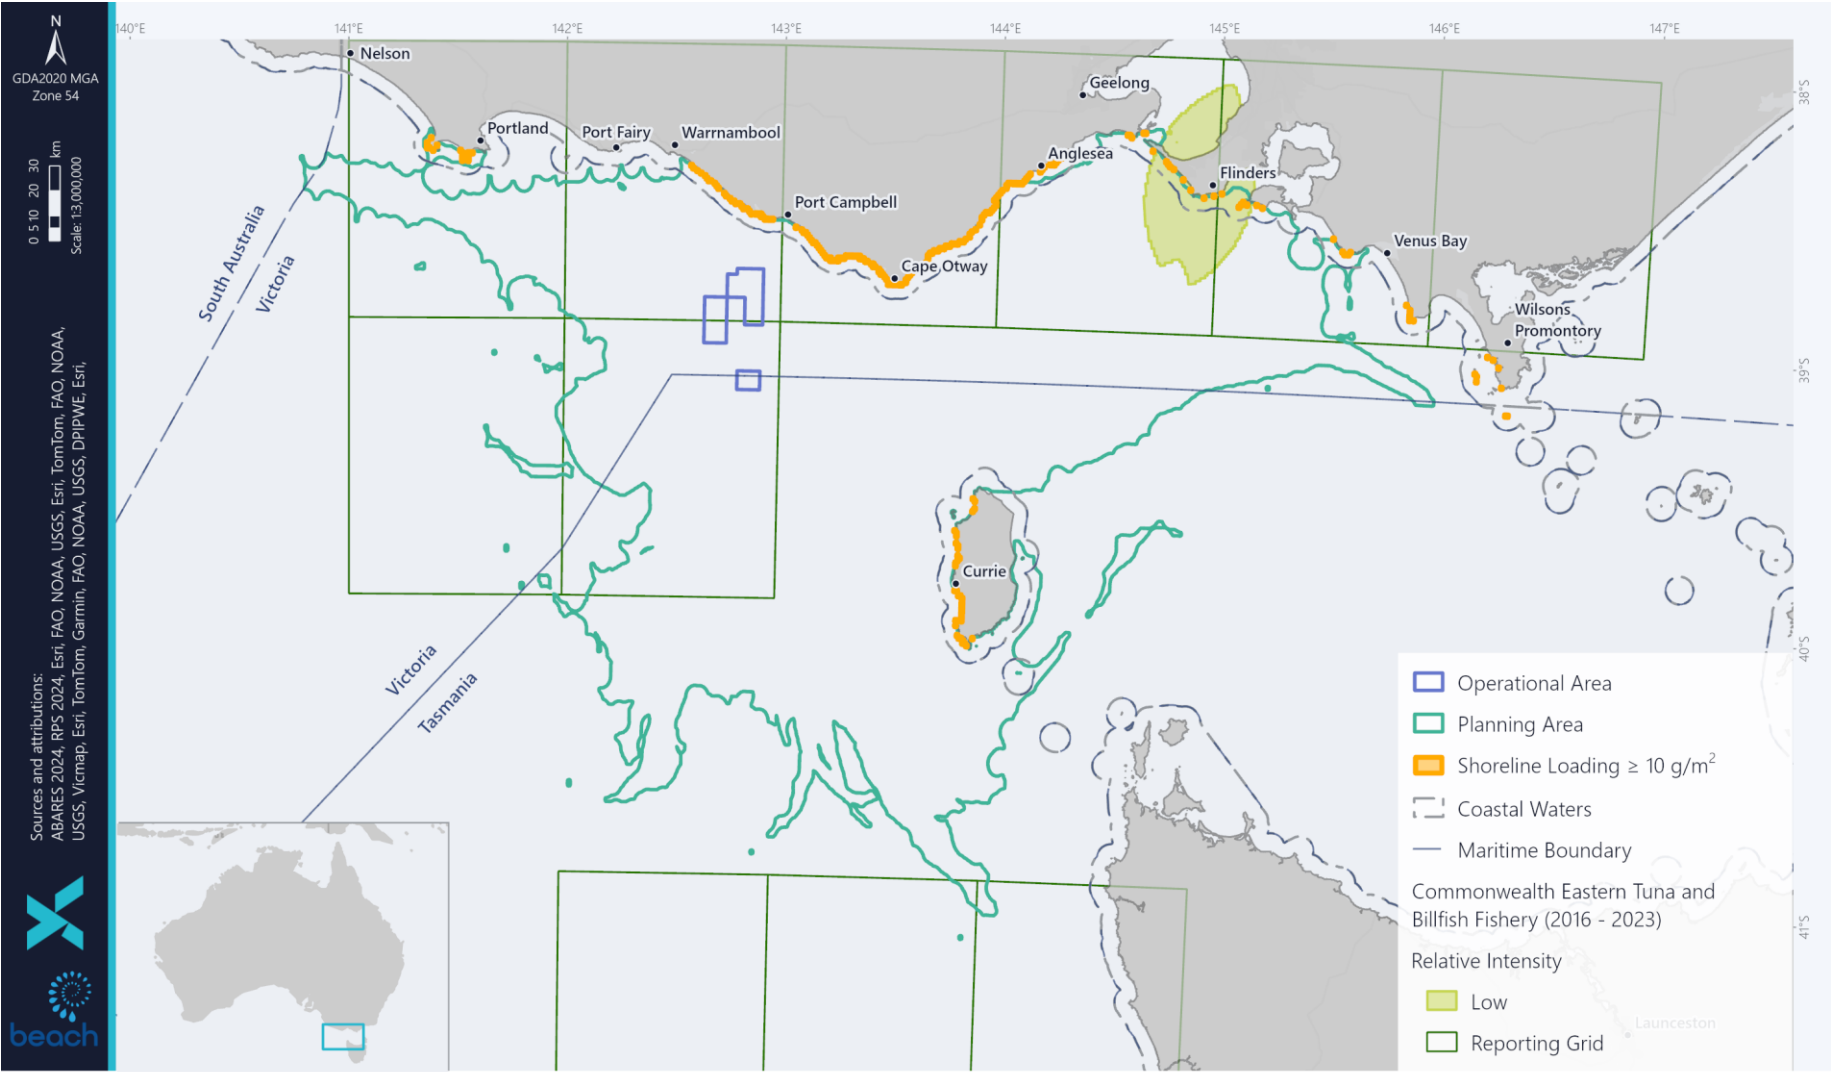 N
GDA2020 MGA
Zone 54
0 5 10 20 30 km
Scale: 1:3,000,000
Sources and attributions:
ABARES 2024, RPS 2024, Esri, FAO, NOAA, USGS, Esri, TomTom, FAO, NOAA,
USGS, Vicmap, Esri, TomTom, Garmin, FAO, NOAA, USGS, DPIPWE, Esri,
beach
140°E
141°E
142°E
143°E
144°E
145°E
146°E
147°E
38°S
39°S
40°S
41°S
Nelson
Portland
Port Fairy
Warrnambool
Port Campbell
Cape Otway
Geelong
Anglesea
Flinders
Venus Bay
Wilsons
Promontory
South Australia
Victoria
Currie
Victoria
Tasmania
Operational Area
Planning Area
Shoreline Loading ≥ 10 g/m²
Coastal Waters
Maritime Boundary
Commonwealth Eastern Tuna and
Billfish Fishery (2016 - 2023)
Relative Intensity
Low
Launceston
Reporting Grid